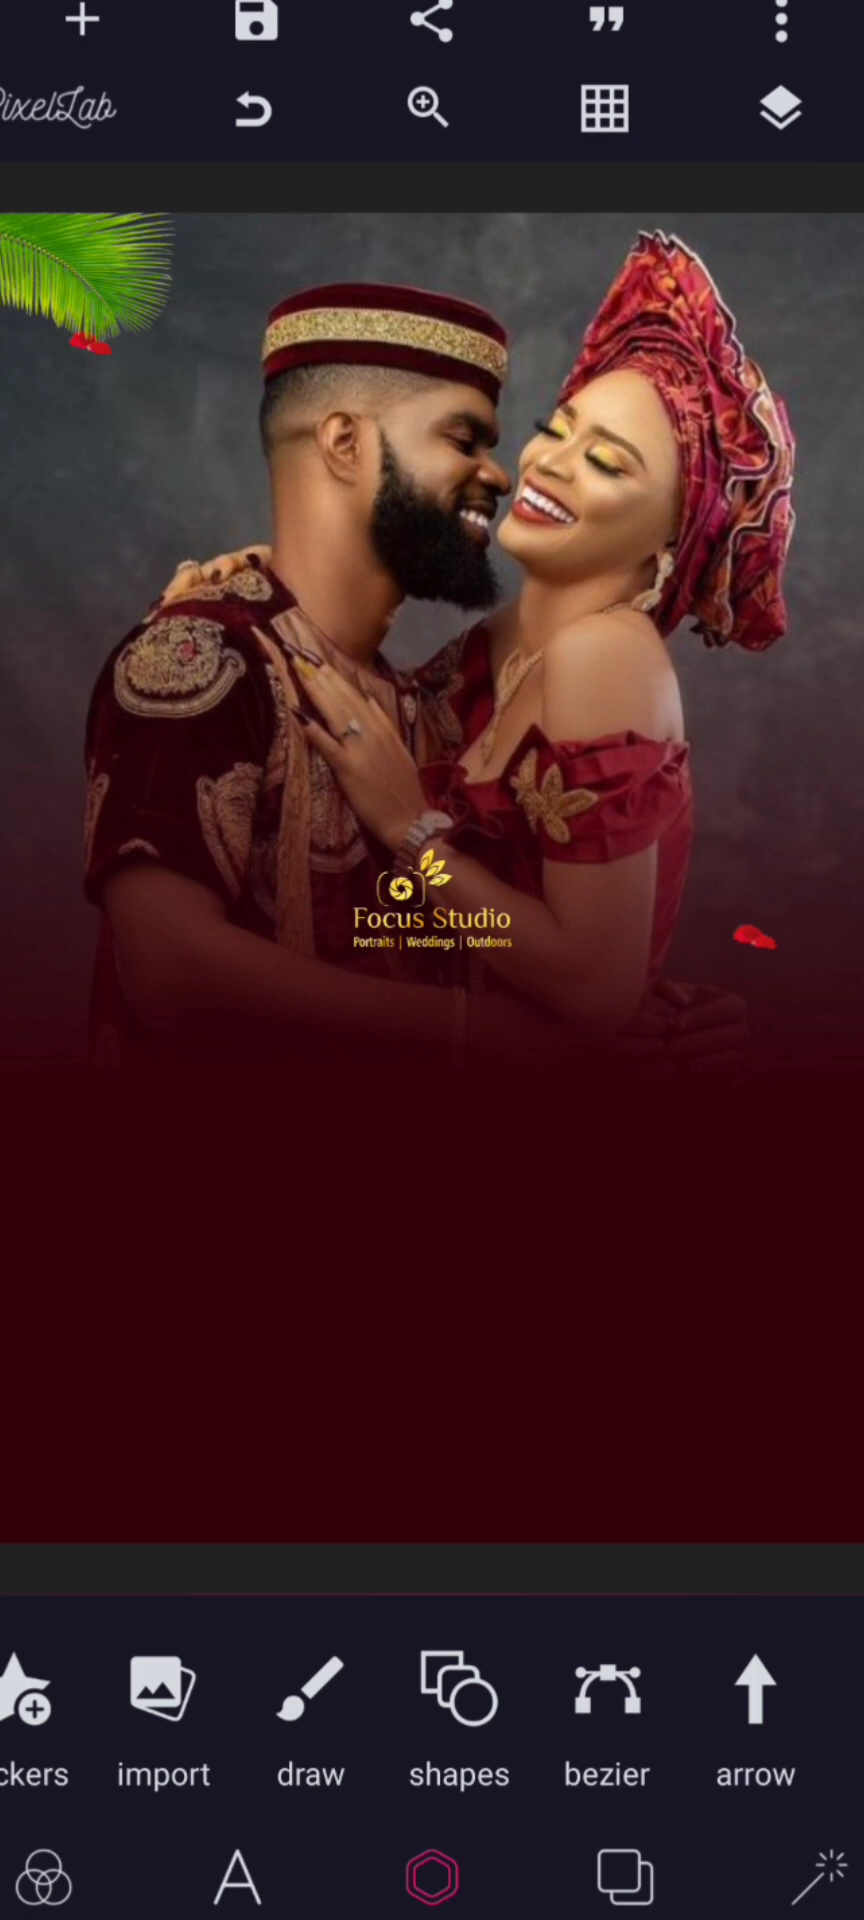 PixelLab
Focus Studio
Portraits | Weddings | Outdoors
ckers
import
draw
shapes
bezier
arrow